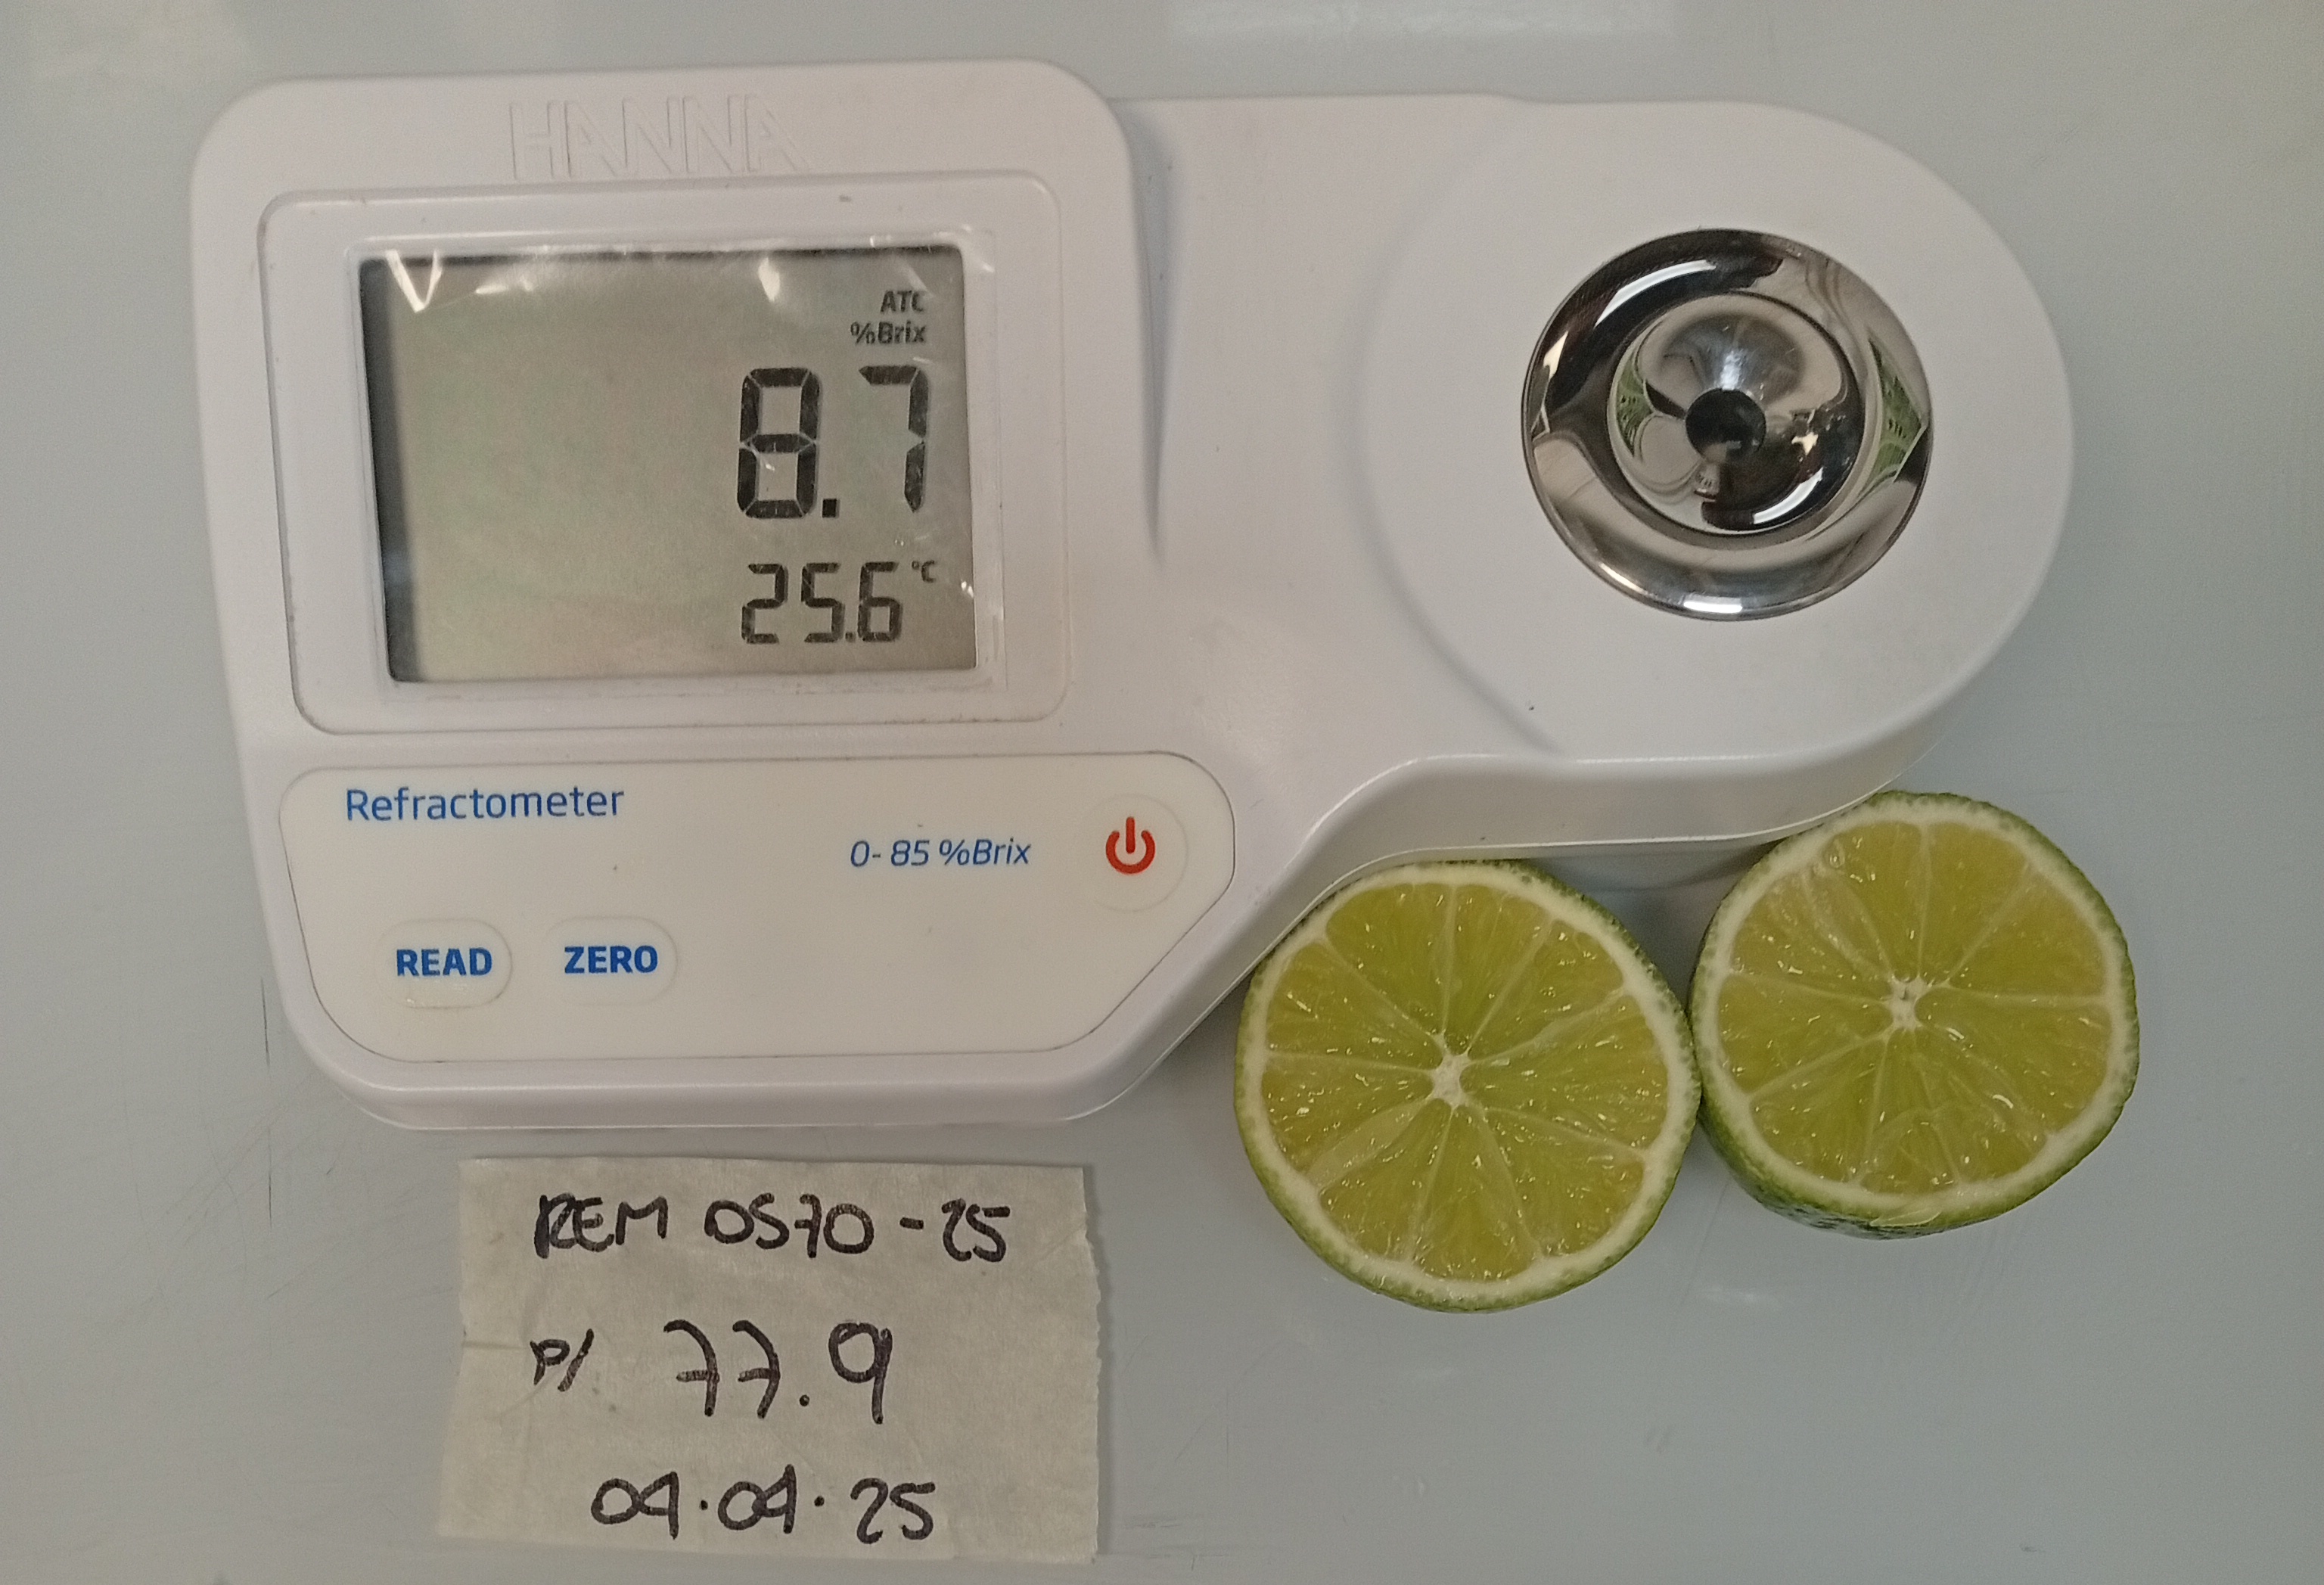 HANNA
ATC
%Brix
8.7
25.6 °C
Refractometer
0-85 %Brix
READ ZERO
REM 0570-25
P/ 77.9
04.04.25